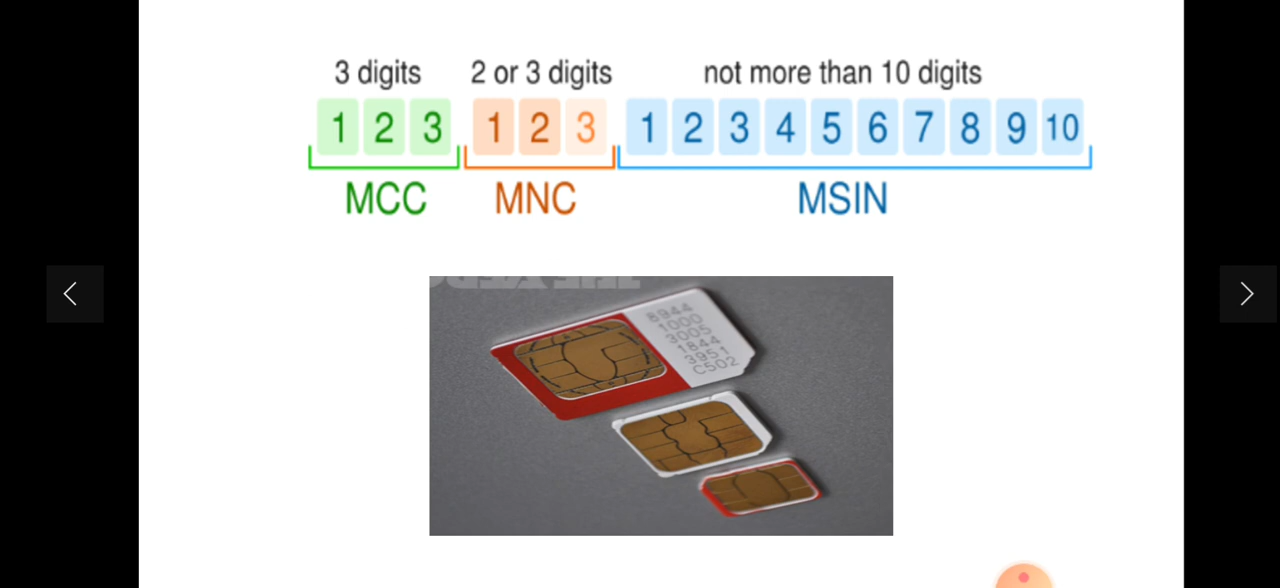 3 digits 2 or 3 digits not more than 10 digits
1 2 3 1 2 3 1 2 3 4 5 6 7 8 9 10
MCC MNC MSIN
8944
1000
3005
1844
3951
C502